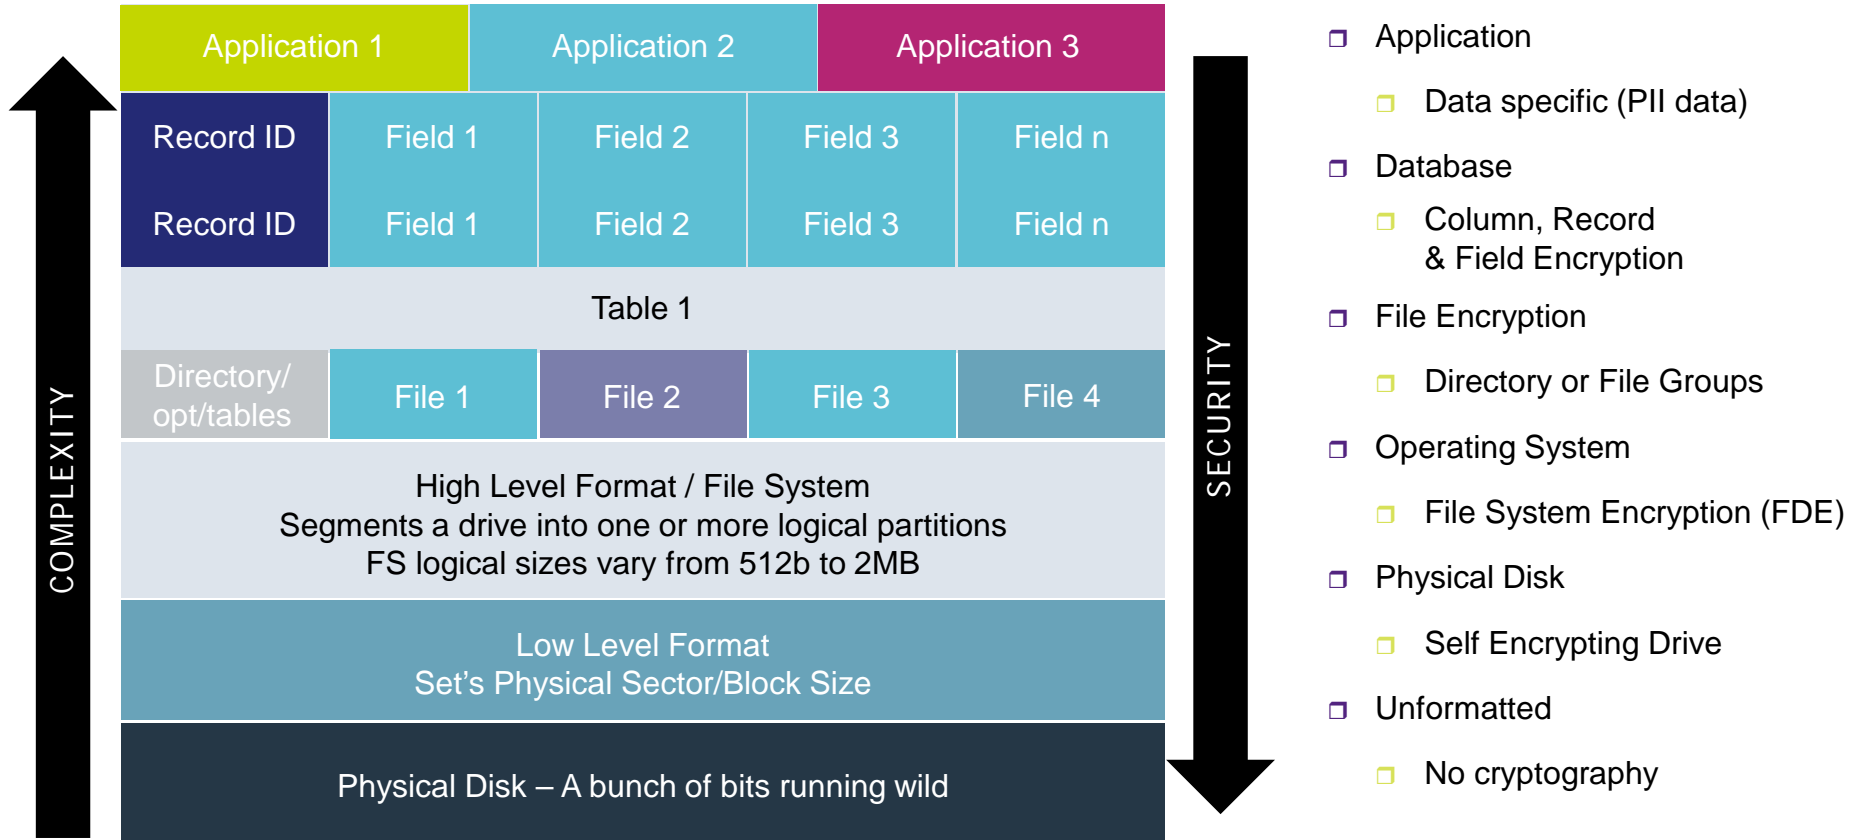 Application 1
Application 2
Application 3
Record ID
Field 1
Field 2
Field 3
Field n
Record ID
Field 1
Field 2
Field 3
Field n
Table 1
Directory/
opt/tables
File 1
File 2
File 3
File 4
High Level Format / File System
Segments a drive into one or more logical partitions
FS logical sizes vary from 512b to 2MB
Low Level Format
Set’s Physical Sector/Block Size
Physical Disk – A bunch of bits running wild
COMPLEXITY
SECURITY
Application
Data specific (PII data)
Database
Column, Record
& Field Encryption
File Encryption
Directory or File Groups
Operating System
File System Encryption (FDE)
Physical Disk
Self Encrypting Drive
Unformatted
No cryptography